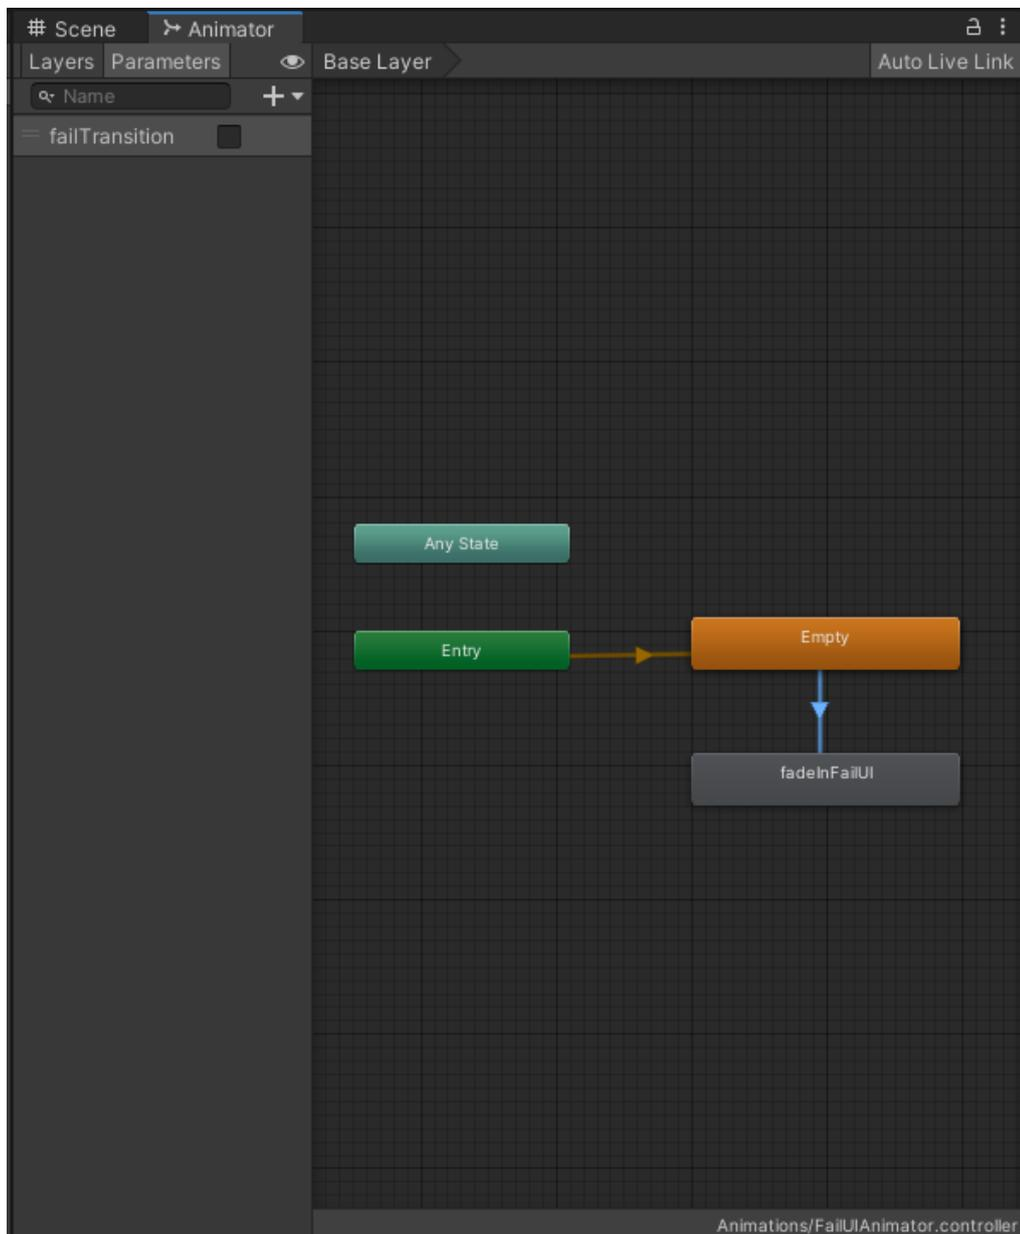 Scene Animator
Layers Parameters Base Layer Auto Live Link
Name
failTransition
Any State
Empty
Entry
fadeInFailUI
Animations/FailUIAnimator.controller